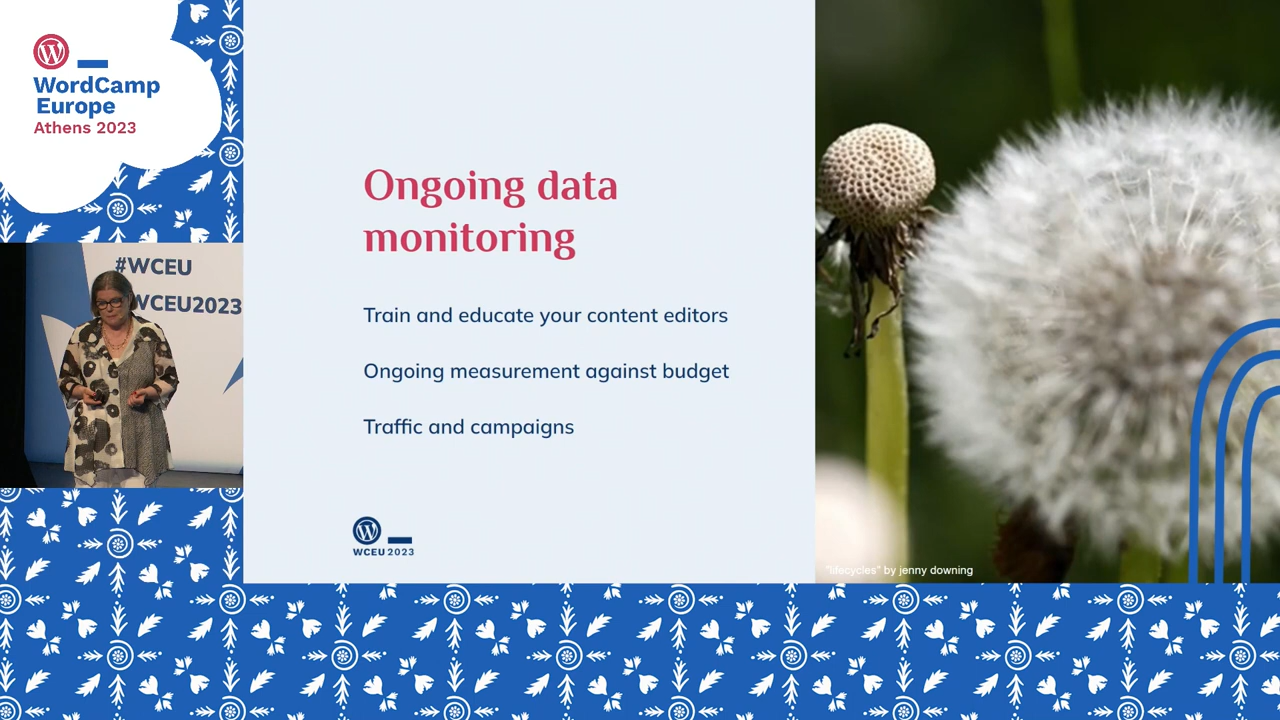 WordCamp
Europe
Athens 2023
#WCEU
WCEU2023
Ongoing data
monitoring
Train and educate your content editors
Ongoing measurement against budget
Traffic and campaigns
WCEU 2023
"lifecycles" by jenny downing